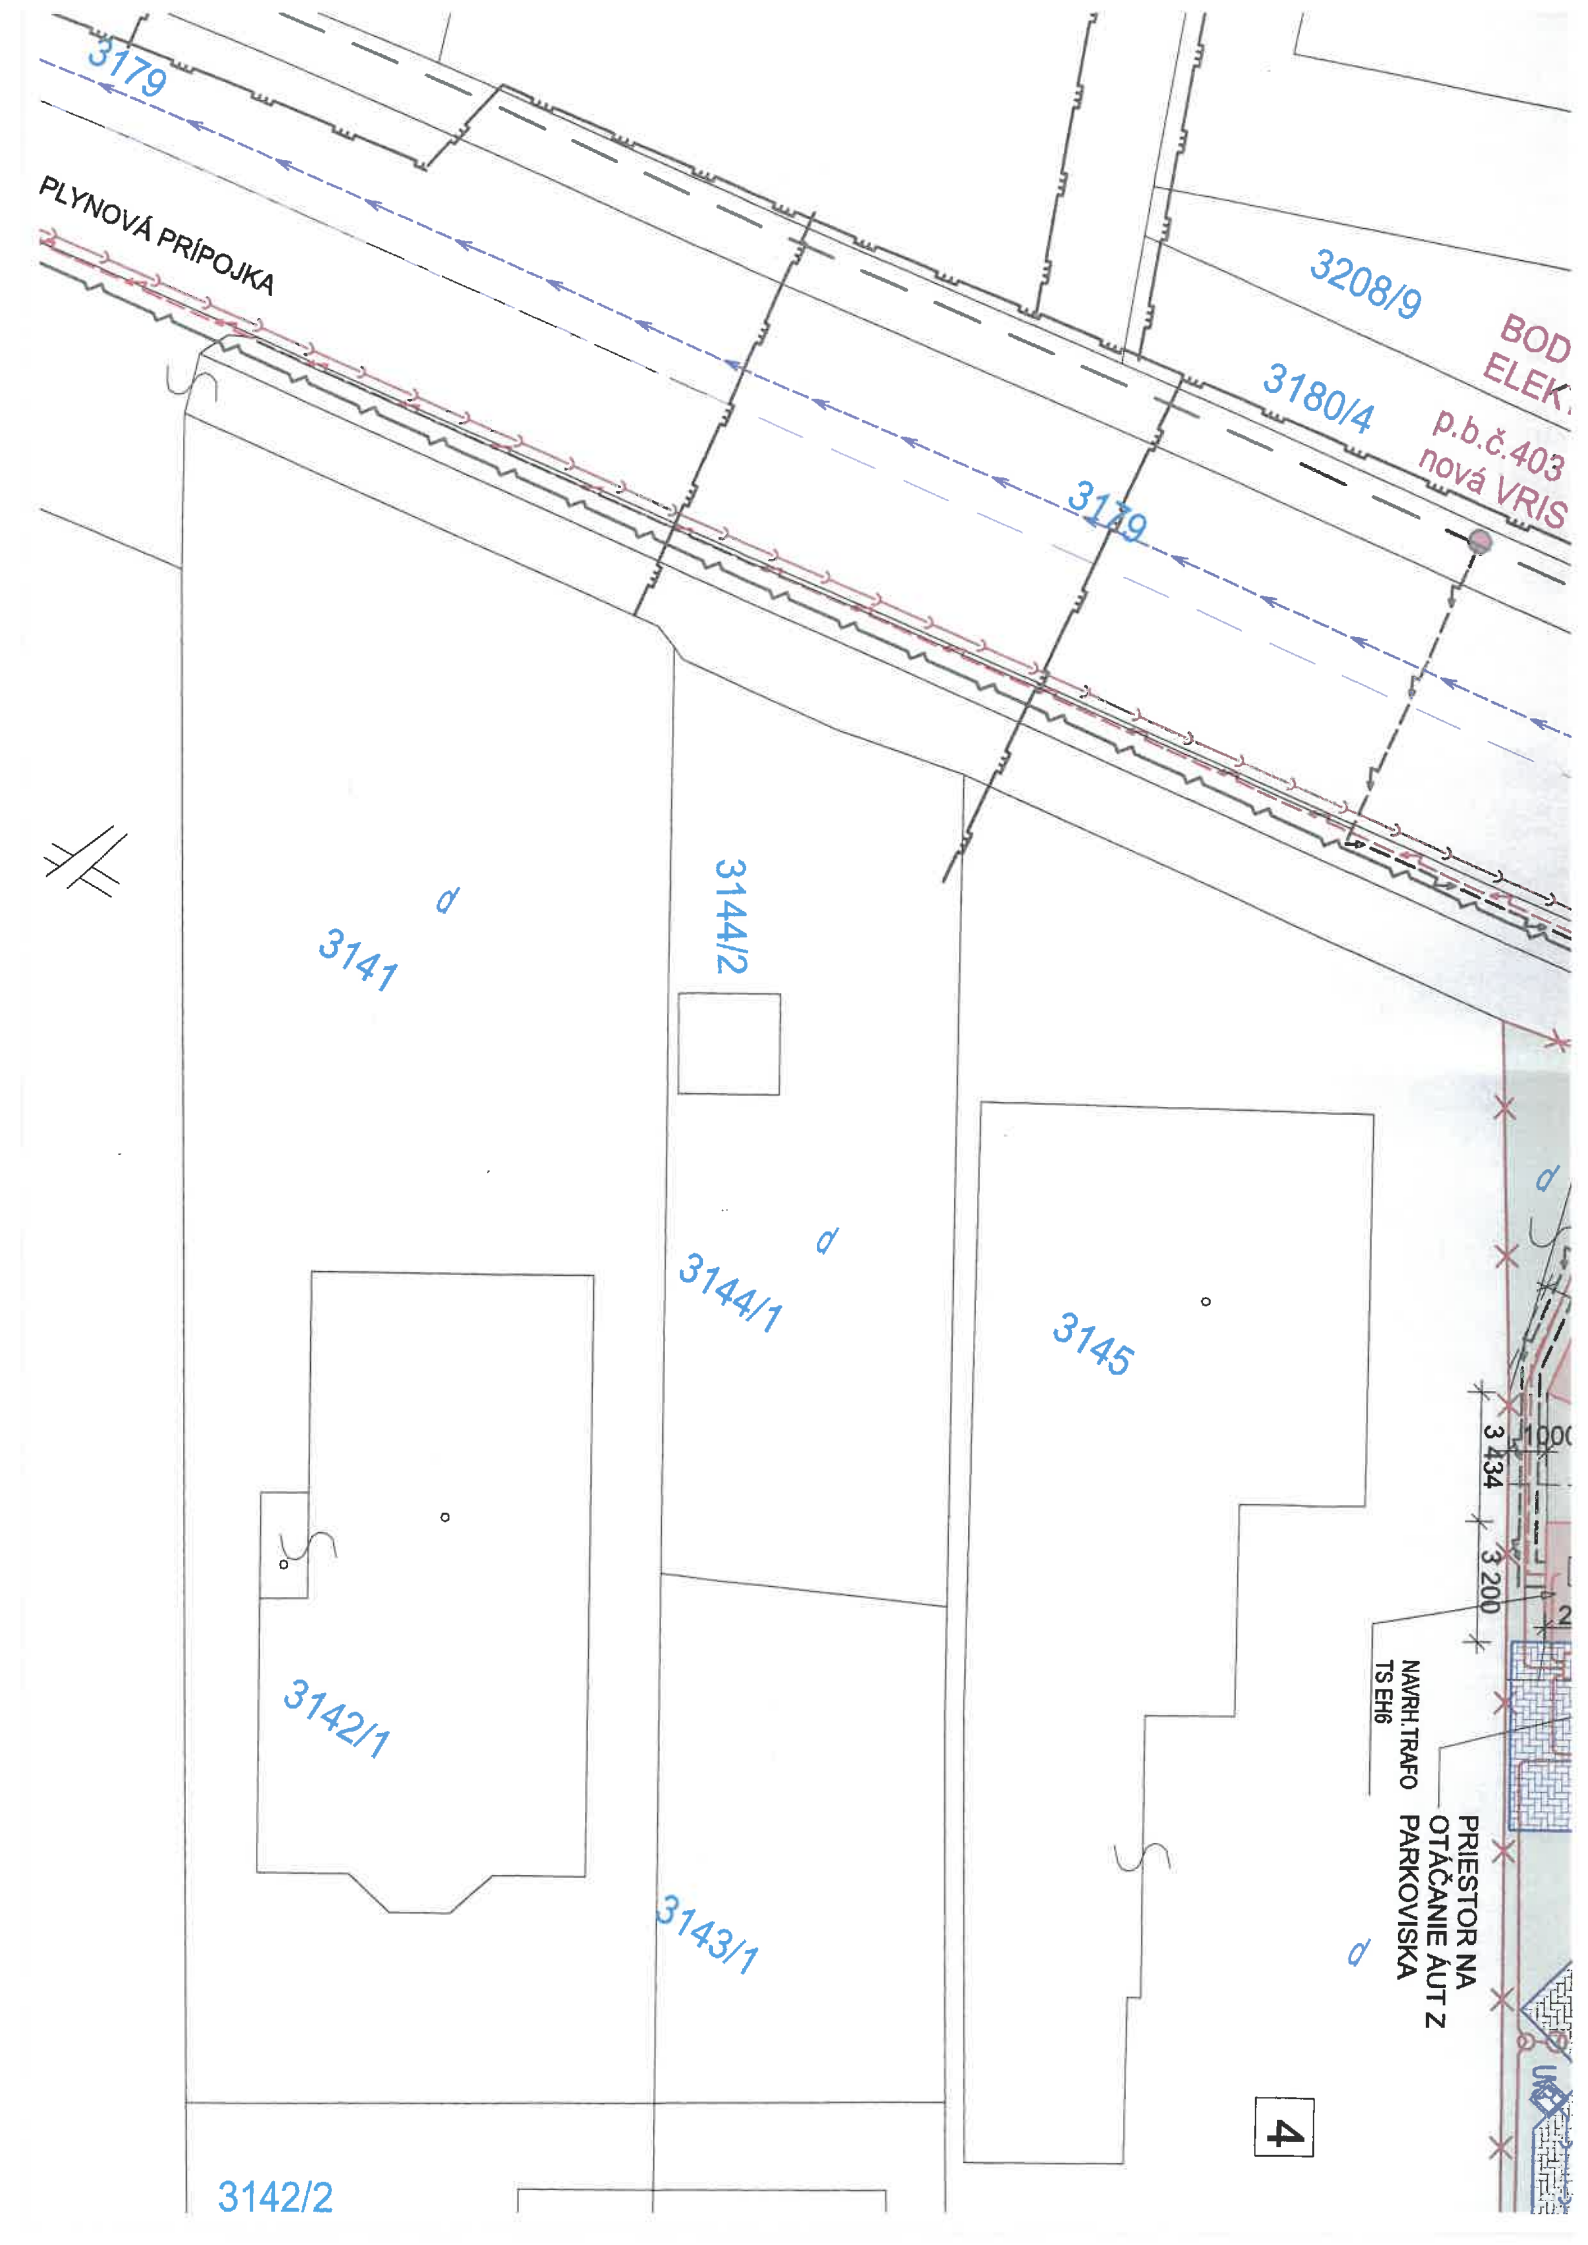 3179
PLYNOVÁ PRÍPOJKA
3208/9
3180/4
BOD
ELEK
p.b.č.403
nová VRIS
3179
d
3141
3144/2
d
3144/1
3145
d
3 434
1000
3 200
2
NAVRH.TRAFO
TS EH6
PRIESTOR NA
OTÁČANIE ÁUT Z
PARKOVISKA
3142/1
3143/1
d
4
3142/2